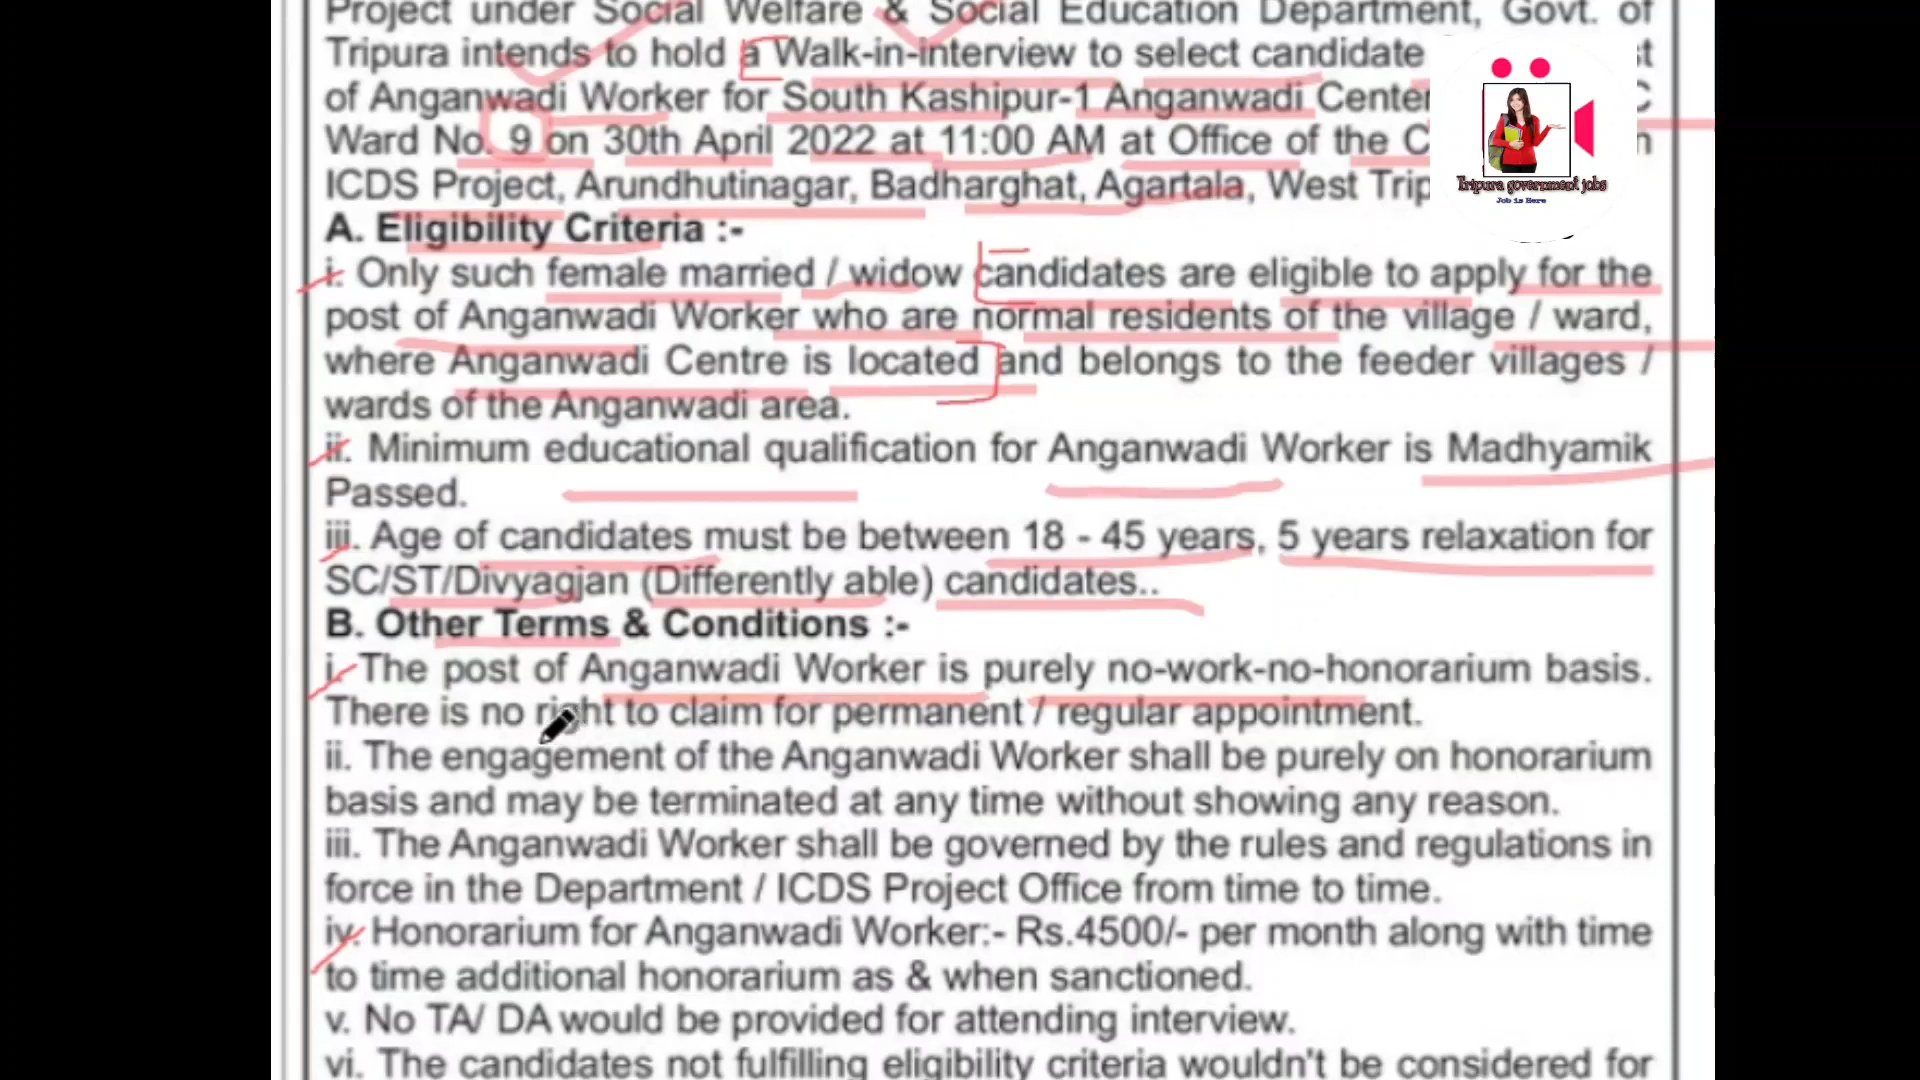 Project under Social Welfare & Social Education Department, Govt. of
Tripura intends to hold a Walk-in-interview to select candidate
of Anganwadi Worker for South Kashipur-1 Anganwadi Center
Ward No. 9 on 30th April 2022 at 11:00 AM at Office of the
ICDS Project, Arundhutinagar, Badharghat, Agartala, West
Tripura government jobs
Job is Here
A. Eligibility Criteria :-
i. Only such female married / widow candidates are eligible to apply for the
post of Anganwadi Worker who are normal residents of the village / ward,
where Anganwadi Centre is located and belongs to the feeder villages /
wards of the Anganwadi area.
ii. Minimum educational qualification for Anganwadi Worker is Madhyamik
Passed.
iii. Age of candidates must be between 18 - 45 years, 5 years relaxation for
SC/ST/Divyagjan (Differently able) candidates..
B. Other Terms & Conditions :-
i. The post of Anganwadi Worker is purely no-work-no-honorarium basis.
There is no right to claim for permanent / regular appointment.
ii. The engagement of the Anganwadi Worker shall be purely on honorarium
basis and may be terminated at any time without showing any reason.
iii. The Anganwadi Worker shall be governed by the rules and regulations in
force in the Department / ICDS Project Office from time to time.
iv. Honorarium for Anganwadi Worker:- Rs.4500/- per month along with time
to time additional honorarium as & when sanctioned.
v. No TA/ DA would be provided for attending interview.
vi. The candidates not fulfilling eligibility criteria wouldn't be considered for